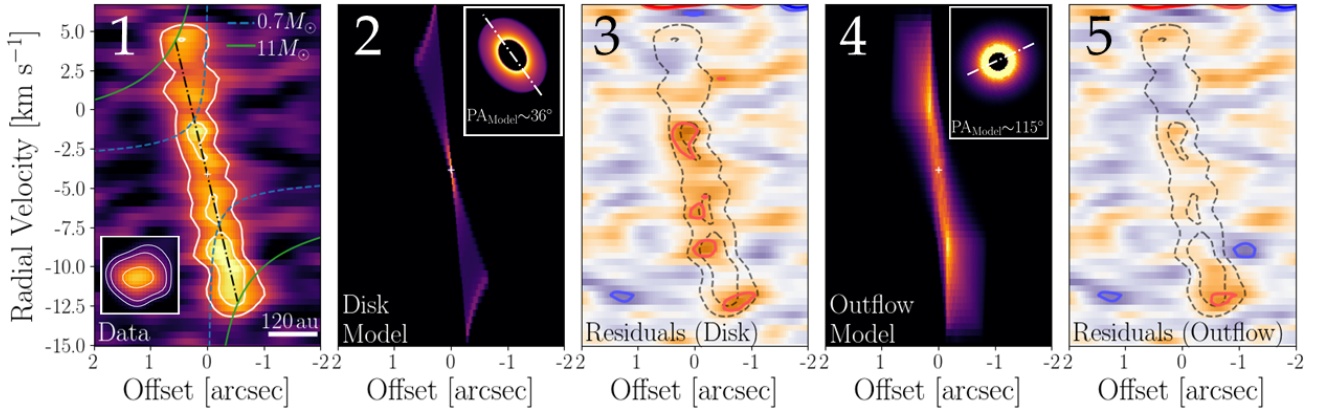 1
0.7M⊙
11M⊙
Data
120 au
2
PA_Model∼36°
Disk
Model
3
Residuals (Disk)
4
PA_Model∼115°
Outflow
Model
5
Residuals (Outflow)
Radial Velocity [km s⁻¹]
5.0
2.5
0
-2.5
-5.0
-7.5
-10.0
-12.5
-15.0
2 1 0 -1 -2
2 1 0 -1 -2
2 1 0 -1 -2
2 1 0 -1 -2
2 1 0 -1 -2
Offset [arcsec]
Offset [arcsec]
Offset [arcsec]
Offset [arcsec]
Offset [arcsec]